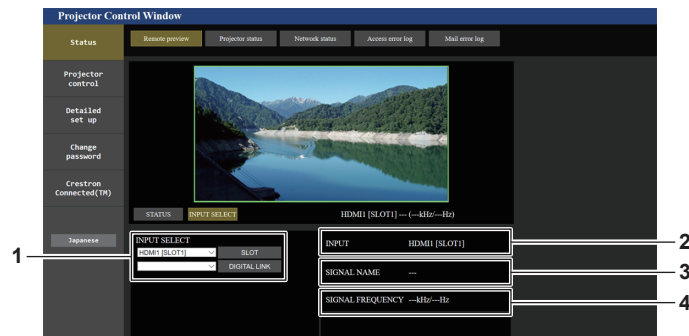 Projector Control Window
Status
Remote preview
Projector status
Network status
Access error log
Mail error log
Projector
control
Detailed
set up
Change
password
Crestron
Connected(TM)
Japanese
STATUS
INPUT SELECT
HDMI1 [SLOT1] --- (---kHz/---Hz)
1
INPUT SELECT
HDMI1 [SLOT1]
SLOT
DIGITAL LINK
INPUT HDMI1 [SLOT1]
2
SIGNAL NAME ---
3
SIGNAL FREQUENCY ---kHz/---Hz
4